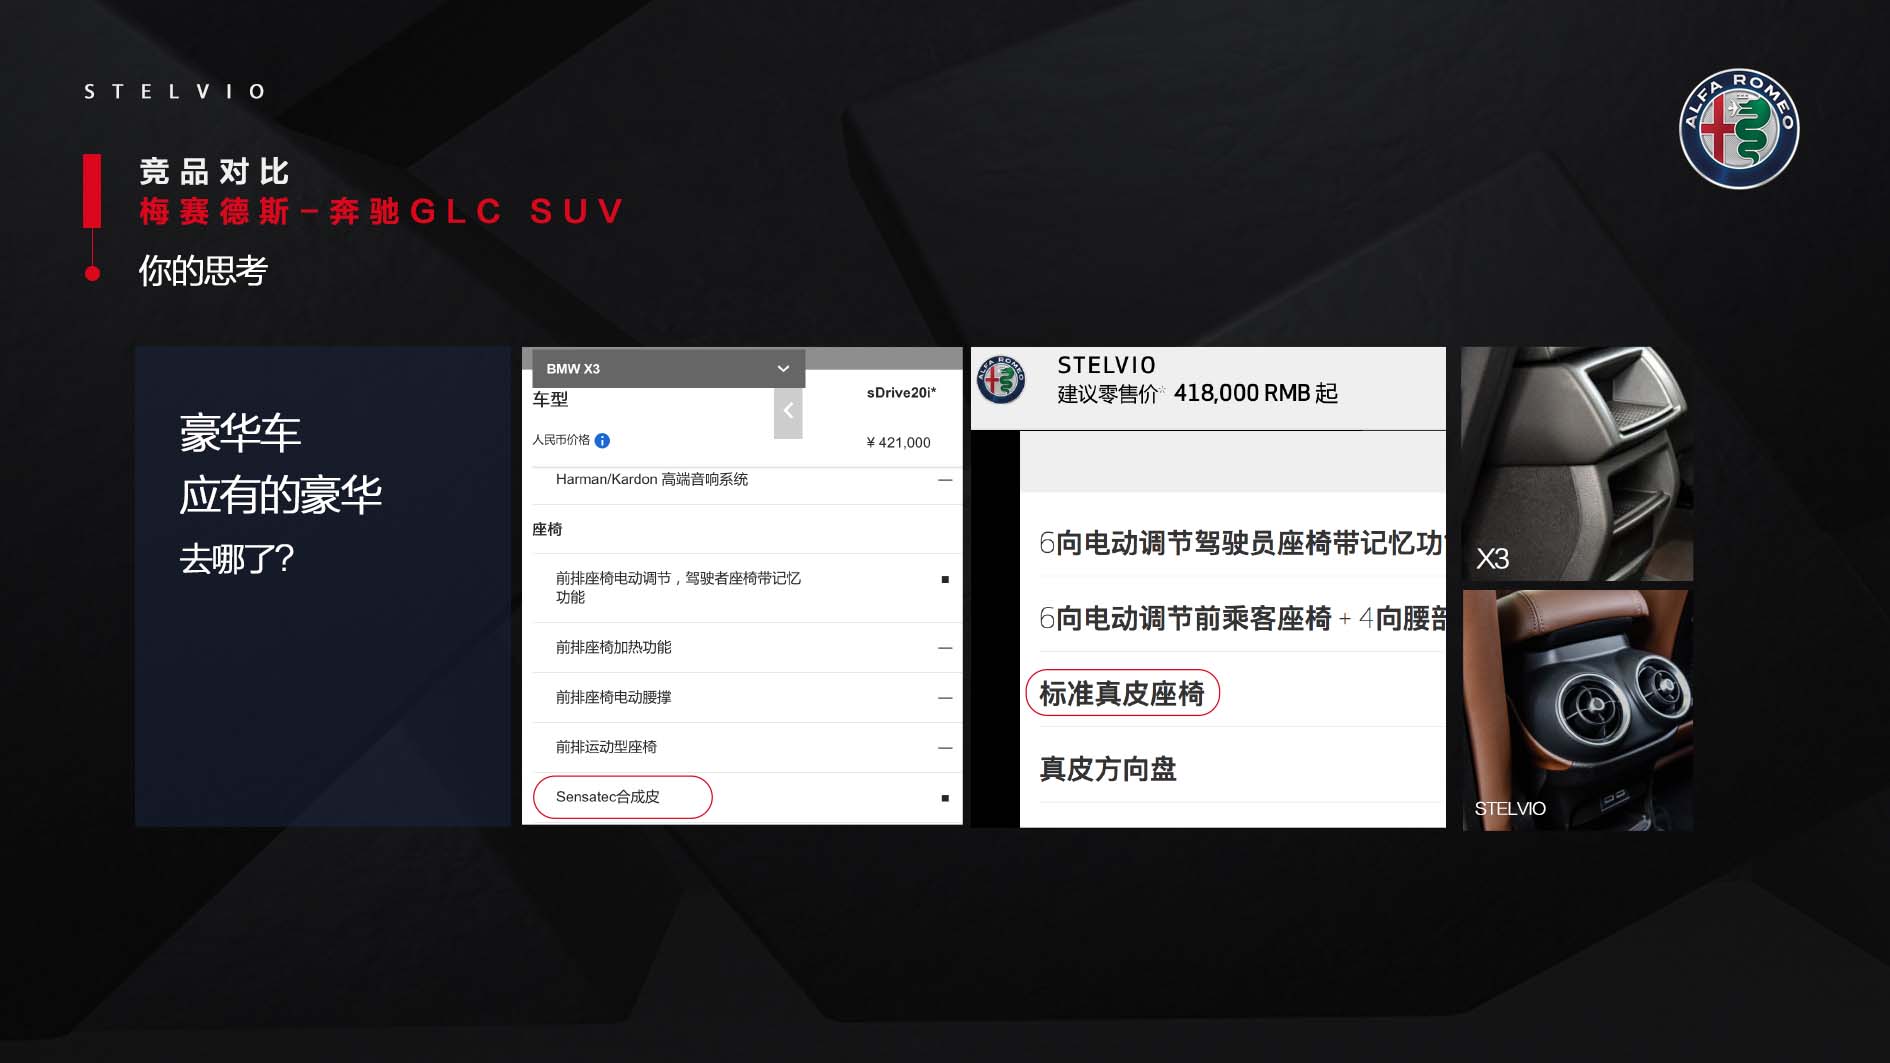 STELVIO
ALFA ROMEO
竞品对比
梅赛德斯-奔驰GLC SUV
你的思考
豪华车
应有的豪华
去哪了?
BMW X3
车型
sDrive20i*
人民币价格
¥ 421,000
Harman/Kardon 高端音响系统 —
座椅
前排座椅电动调节，驾驶者座椅带记忆
功能 ■
前排座椅加热功能 —
前排座椅电动腰撑 —
前排运动型座椅 —
Sensatec合成皮 ■
ALFA ROMEO
STELVIO
建议零售价* 418,000 RMB 起
6向电动调节驾驶员座椅带记忆功
6向电动调节前乘客座椅 + 4向腰部
标准真皮座椅
真皮方向盘
X3
STELVIO